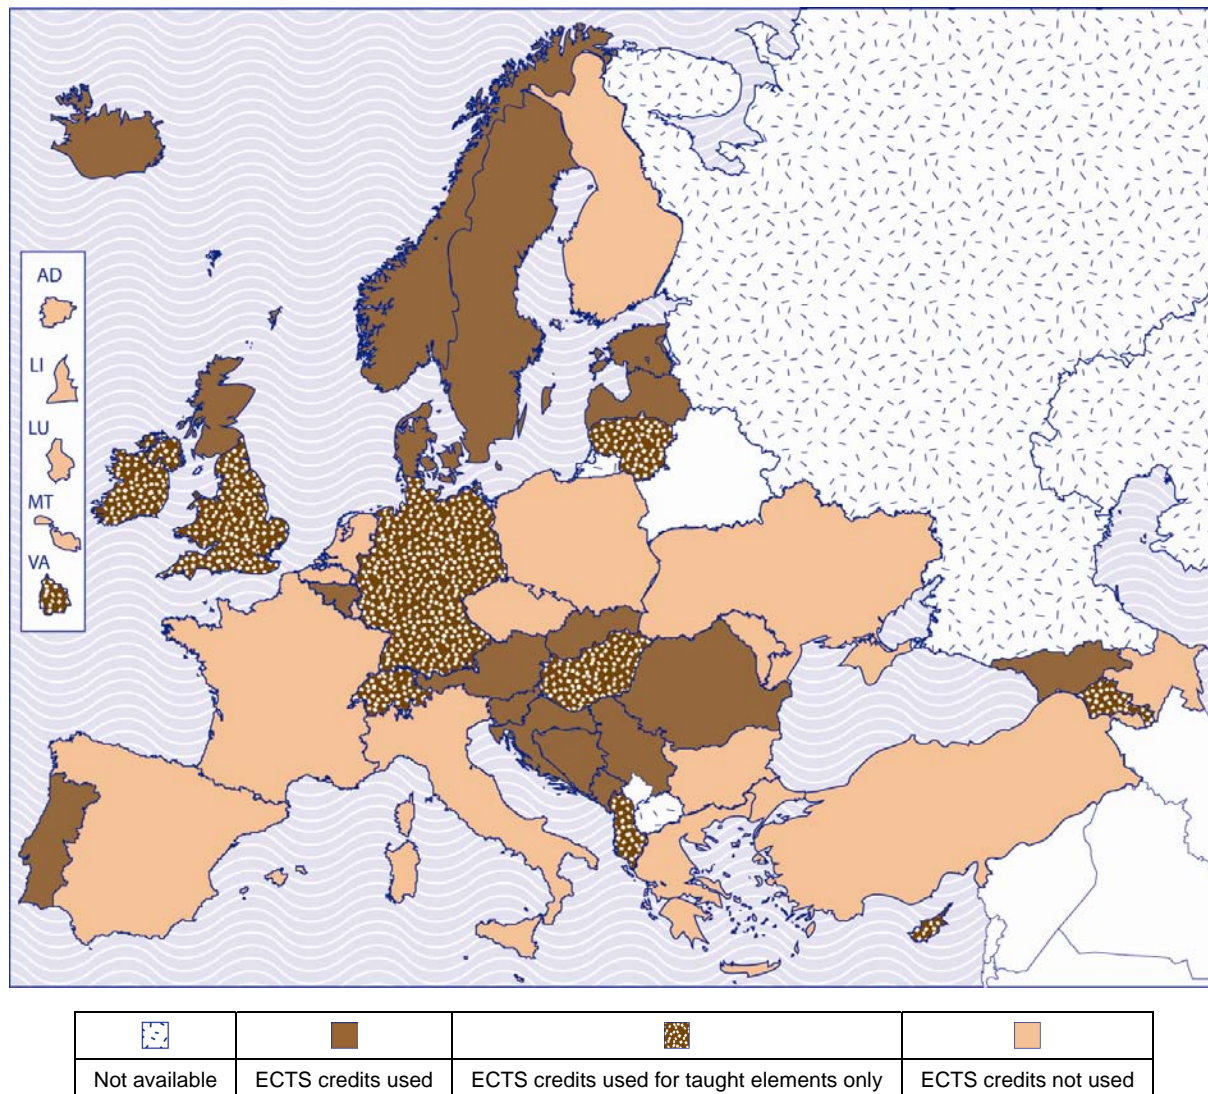 AD
LI
LU
MT
VA
Not available
ECTS credits used
ECTS credits used for taught elements only
ECTS credits not used